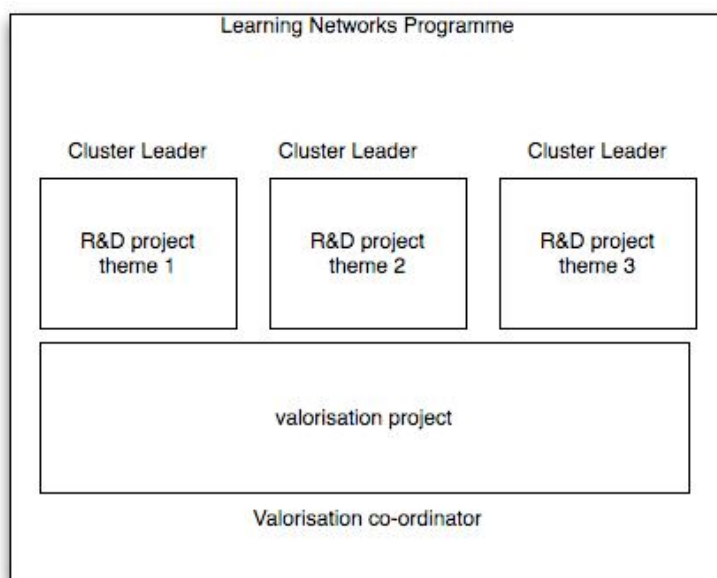 Learning Networks Programme
Cluster Leader
Cluster Leader
Cluster Leader
R&D project
theme 1
R&D project
theme 2
R&D project
theme 3
valorisation project
Valorisation co-ordinator